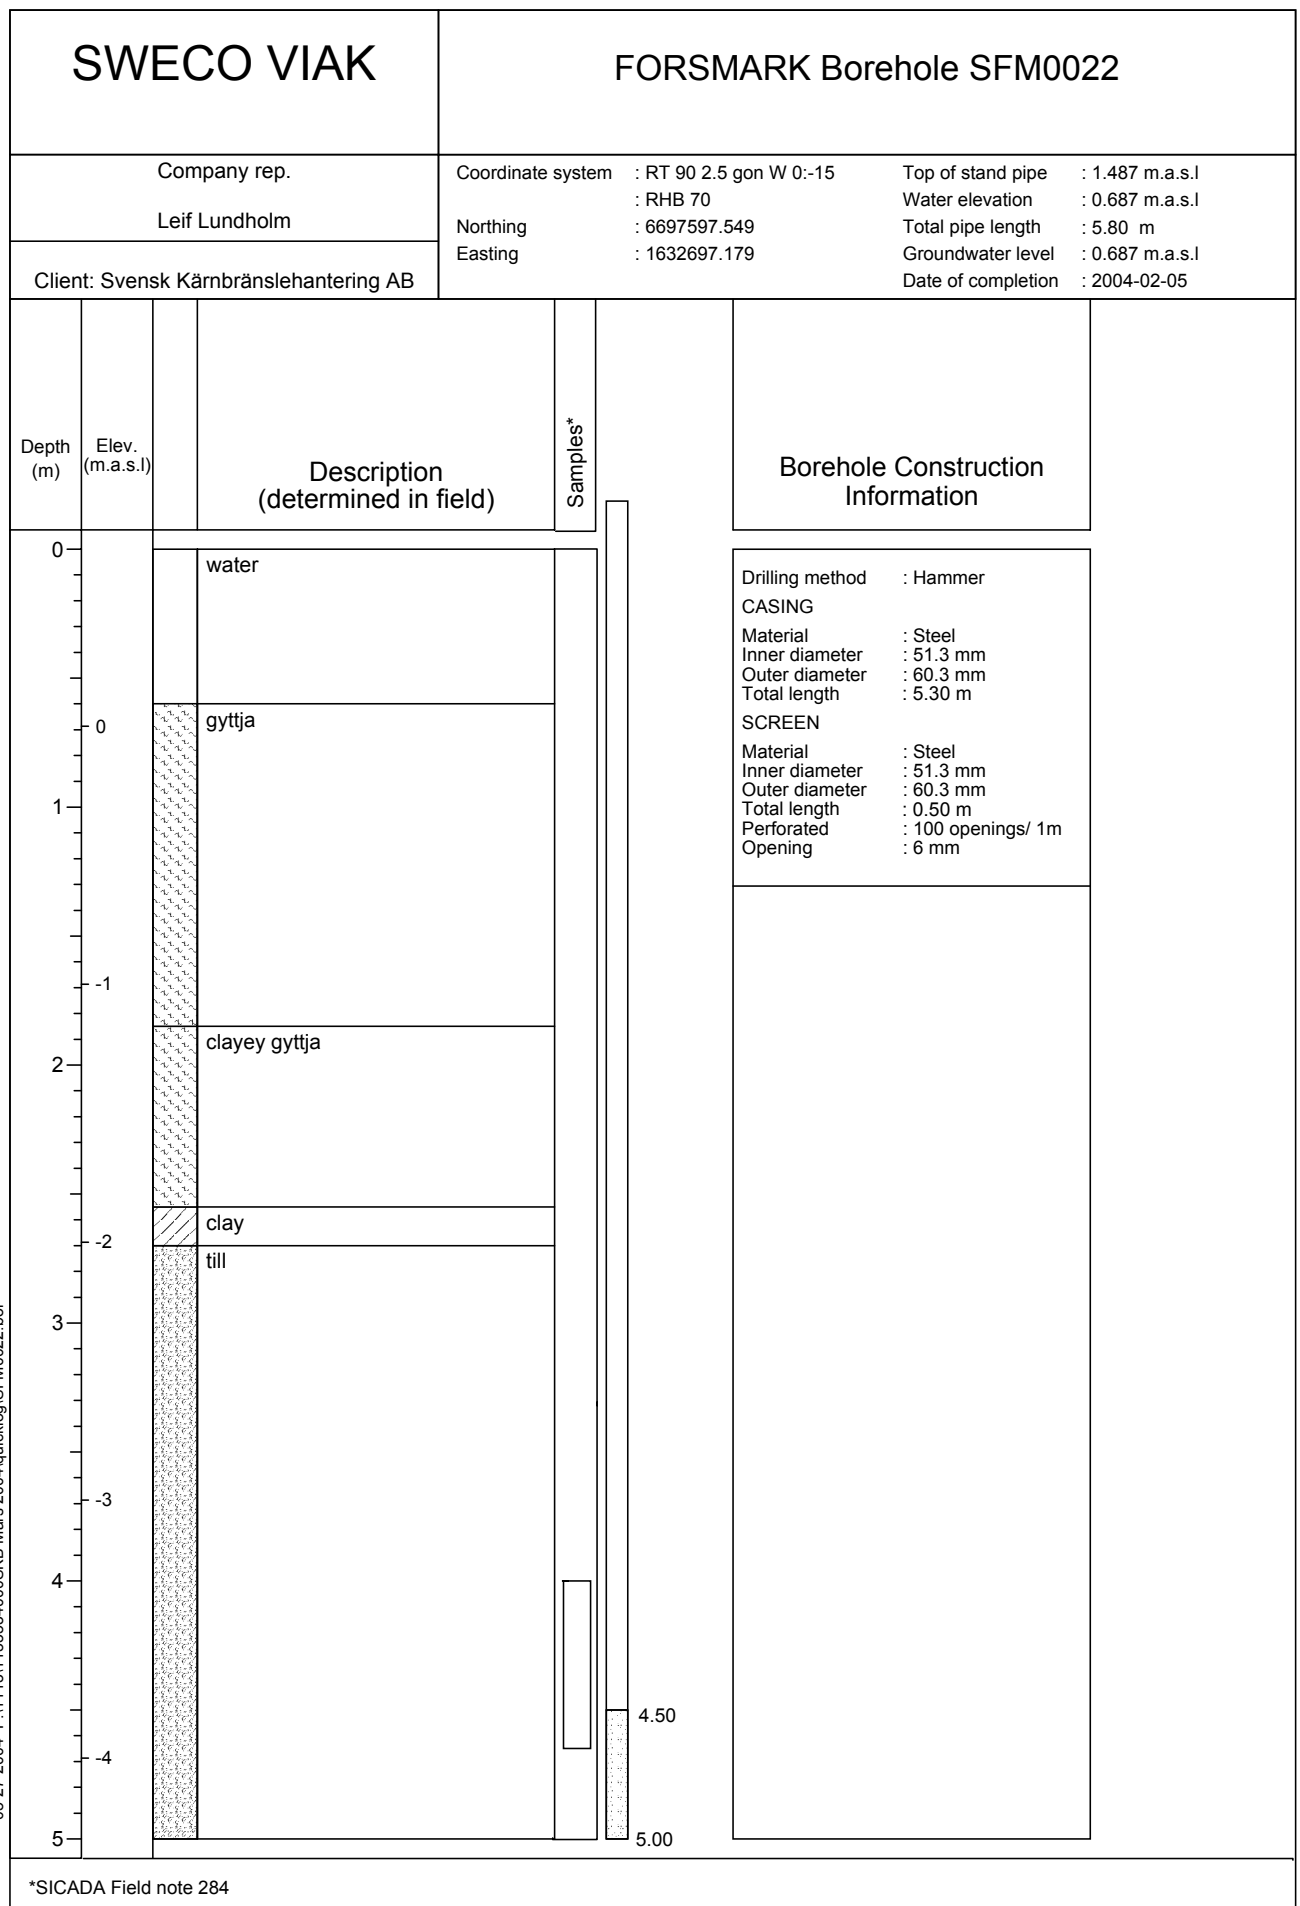 SWECO VIAK
FORSMARK Borehole SFM0022
Company rep.
Leif Lundholm
Client: Svensk Kärnbränslehantering AB
Coordinate system : RT 90 2.5 gon W 0:-15
: RHB 70
Northing : 6697597.549
Easting : 1632697.179
Top of stand pipe : 1.487 m.a.s.l
Water elevation : 0.687 m.a.s.l
Total pipe length : 5.80 m
Groundwater level : 0.687 m.a.s.l
Date of completion : 2004-02-05
Depth
(m)
Elev.
(m.a.s.l)
Description
(determined in field)
Samples*
Borehole Construction
Information
0
water
gyttja
0
1
-1
clayey gyttja
2
clay
-2
till
3
-3
4
-4
5
4.50
5.00
Drilling method : Hammer
CASING
Material : Steel
Inner diameter : 51.3 mm
Outer diameter : 60.3 mm
Total length : 5.30 m
SCREEN
Material : Steel
Inner diameter : 51.3 mm
Outer diameter : 60.3 mm
Total length : 0.50 m
Perforated : 100 openings/ 1m
Opening : 6 mm
*SICADA Field note 284